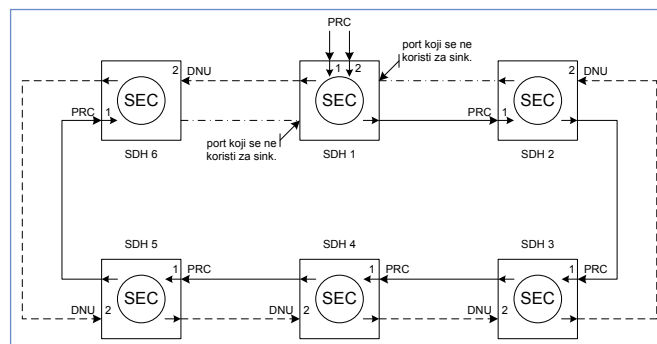 PRC
port koji se ne
koristi za sink.
2
DNU
1
2
2
DNU
SEC
SEC
SEC
PRC
1
PRC
1
port koji se ne
koristi za sink.
SDH 6
SDH 1
SDH 2
SDH 5
SDH 4
SDH 3
1
PRC
1
PRC
1
PRC
SEC
SEC
SEC
DNU
2
DNU
2
DNU
2